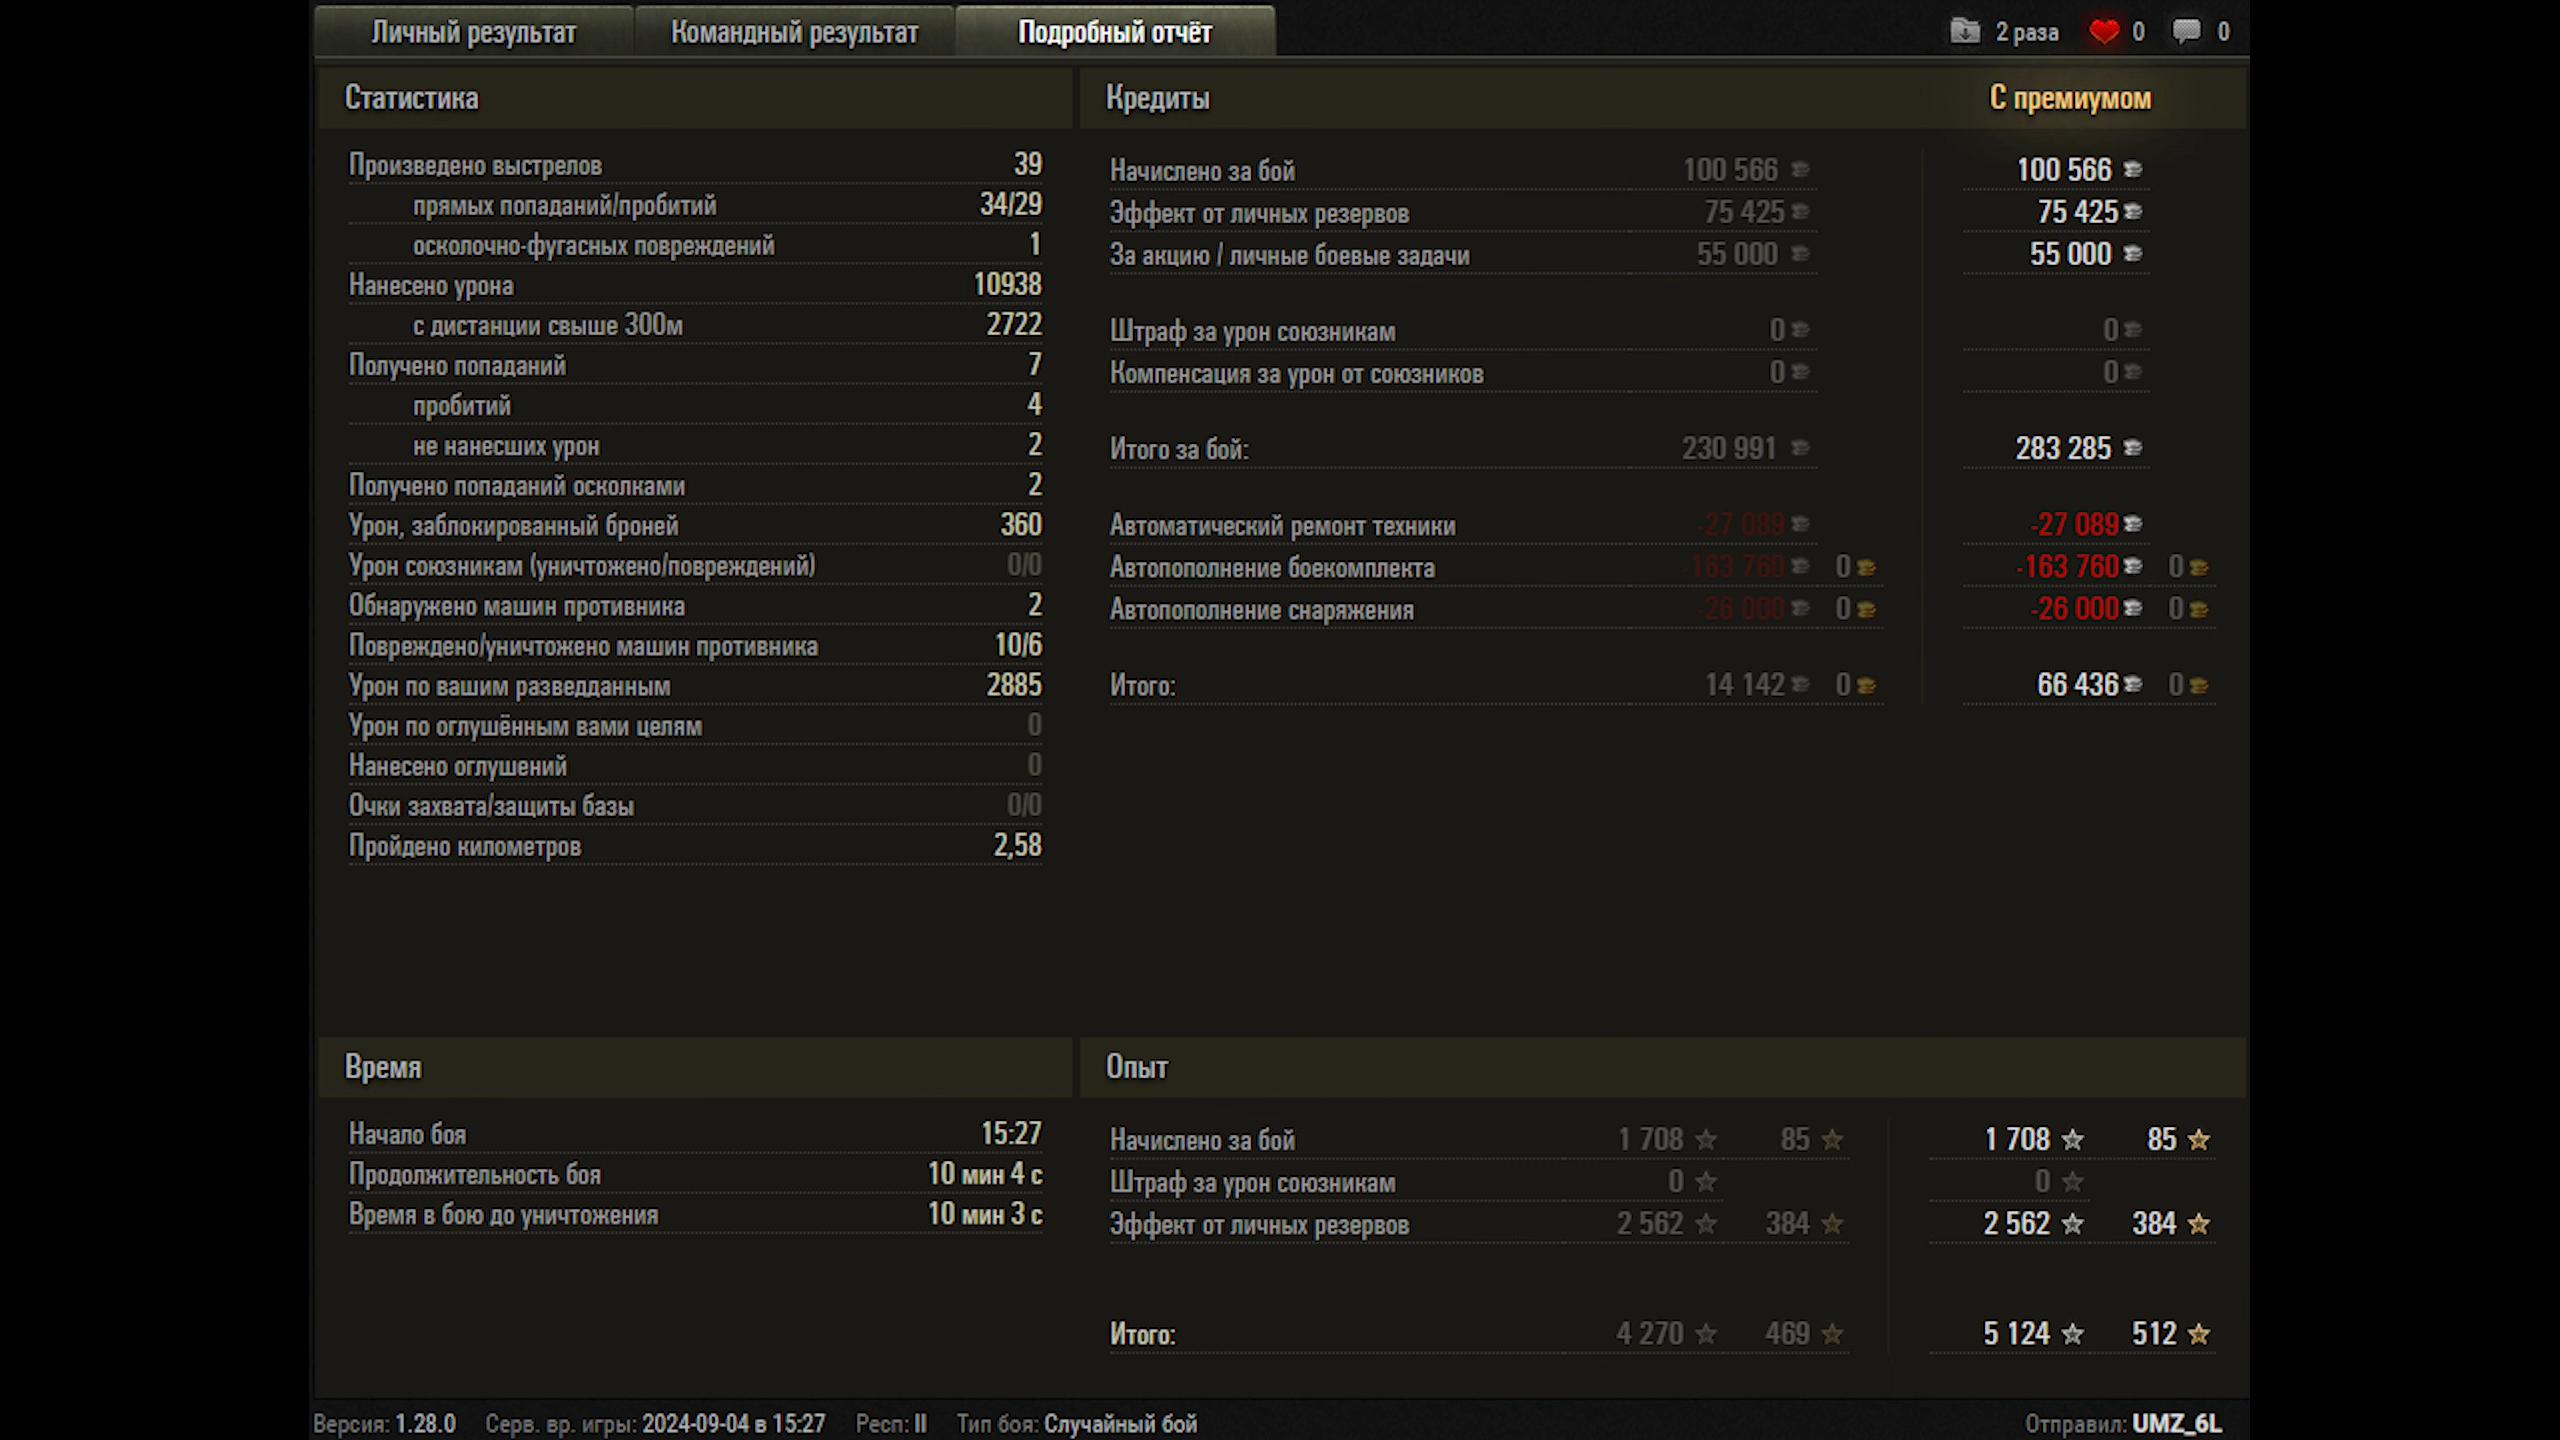 Личный результат Командный результат Подробный отчёт 2 раза 0 0
Статистика
Произведено выстрелов 39
прямых попаданий/пробитий 34/29
осколочно-фугасных повреждений 1
Нанесено урона 10938
с дистанции свыше 300м 2722
Получено попаданий 7
пробитий 4
не нанесших урон 2
Получено попаданий осколками 2
Урон, заблокированный броней 360
Урон союзникам (уничтожено/повреждений) 0/0
Обнаружено машин противника 2
Повреждено/уничтожено машин противника 10/6
Урон по вашим разведданным 2885
Урон по оглушённым вами целям 0
Нанесено оглушений 0
Очки захвата/защиты базы 0/0
Пройдено километров 2,58
Кредиты С премиумом
Начислено за бой 100 566 100 566
Эффект от личных резервов 75 425 75 425
За акцию / личные боевые задачи 55 000 55 000
Штраф за урон союзникам 0 0
Компенсация за урон от союзников 0 0
Итого за бой: 230 991 283 285
Автоматический ремонт техники -27 089 -27 089
Автопополнение боекомплекта -163 760 0 -163 760 0
Автопополнение снаряжения -26 000 0 -26 000 0
Итого: 14 142 0 66 436 0
Время
Начало боя 15:27
Продолжительность боя 10 мин 4 с
Время в бою до уничтожения 10 мин 3 с
Опыт
Начислено за бой 1 708 85 1 708 85
Штраф за урон союзникам 0 0
Эффект от личных резервов 2 562 384 2 562 384
Итого: 4 270 469 5 124 512
Версия: 1.28.0 Серв. вр. игры: 2024-09-04 в 15:27 Респ: II Тип боя: Случайный бой Отправил: UMZ_6L